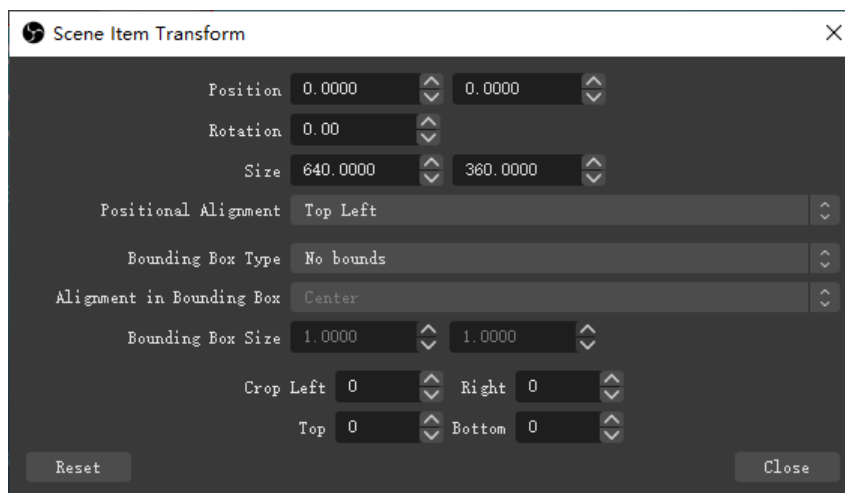 Scene Item Transform
Position 0.0000 0.0000
Rotation 0.00
Size 640.0000 360.0000
Positional Alignment Top Left
Bounding Box Type No bounds
Alignment in Bounding Box Center
Bounding Box Size 1.0000 1.0000
Crop Left 0 Right 0
Top 0 Bottom 0
Reset Close